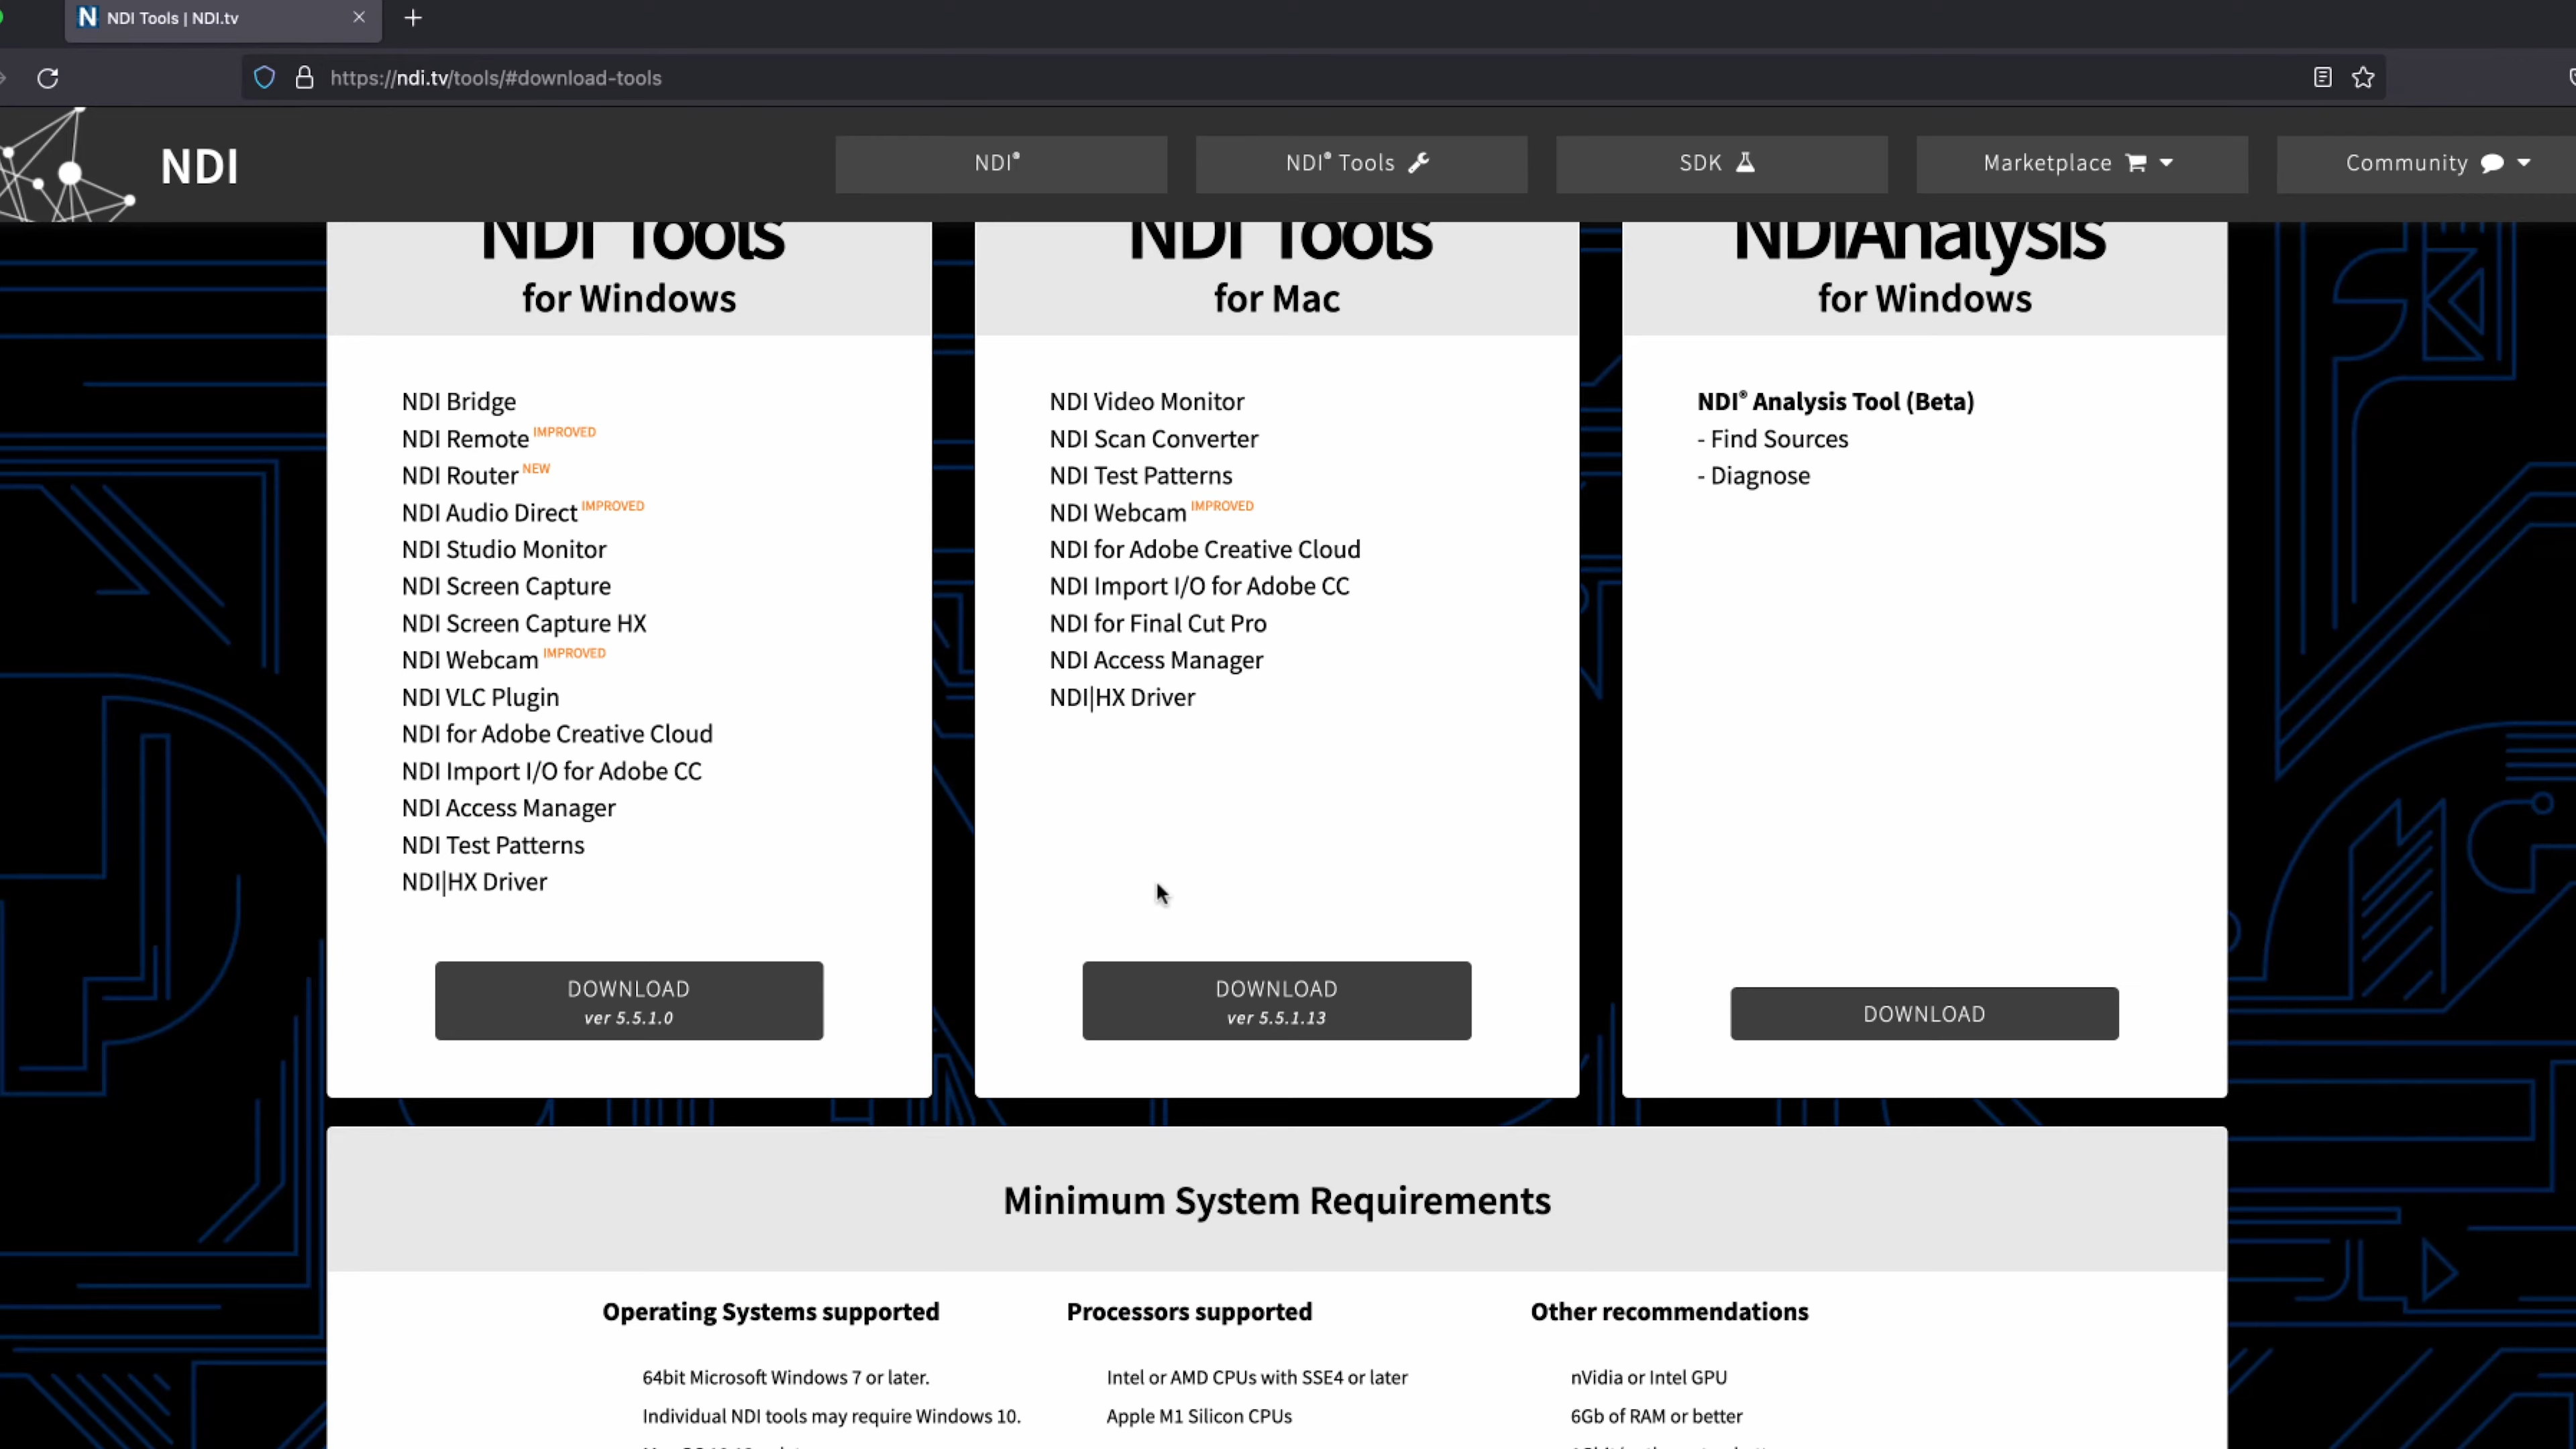 NDI Tools | NDI.tv
https://ndi.tv/tools/#download-tools
NDI
NDI®
NDI® Tools
SDK
Marketplace
Community
NDI Tools
for Windows
NDI Bridge
NDI Remote IMPROVED
NDI Router NEW
NDI Audio Direct IMPROVED
NDI Studio Monitor
NDI Screen Capture
NDI Screen Capture HX
NDI Webcam IMPROVED
NDI VLC Plugin
NDI for Adobe Creative Cloud
NDI Import I/O for Adobe CC
NDI Access Manager
NDI Test Patterns
NDI|HX Driver
DOWNLOAD
ver 5.5.1.0
NDI Tools
for Mac
NDI Video Monitor
NDI Scan Converter
NDI Test Patterns
NDI Webcam IMPROVED
NDI for Adobe Creative Cloud
NDI Import I/O for Adobe CC
NDI for Final Cut Pro
NDI Access Manager
NDI|HX Driver
DOWNLOAD
ver 5.5.1.13
NDIAnalysis
for Windows
NDI® Analysis Tool (Beta)
- Find Sources
- Diagnose
DOWNLOAD
Minimum System Requirements
Operating Systems supported
64bit Microsoft Windows 7 or later.
Individual NDI tools may require Windows 10.
Processors supported
Intel or AMD CPUs with SSE4 or later
Apple M1 Silicon CPUs
Other recommendations
nVidia or Intel GPU
6Gb of RAM or better